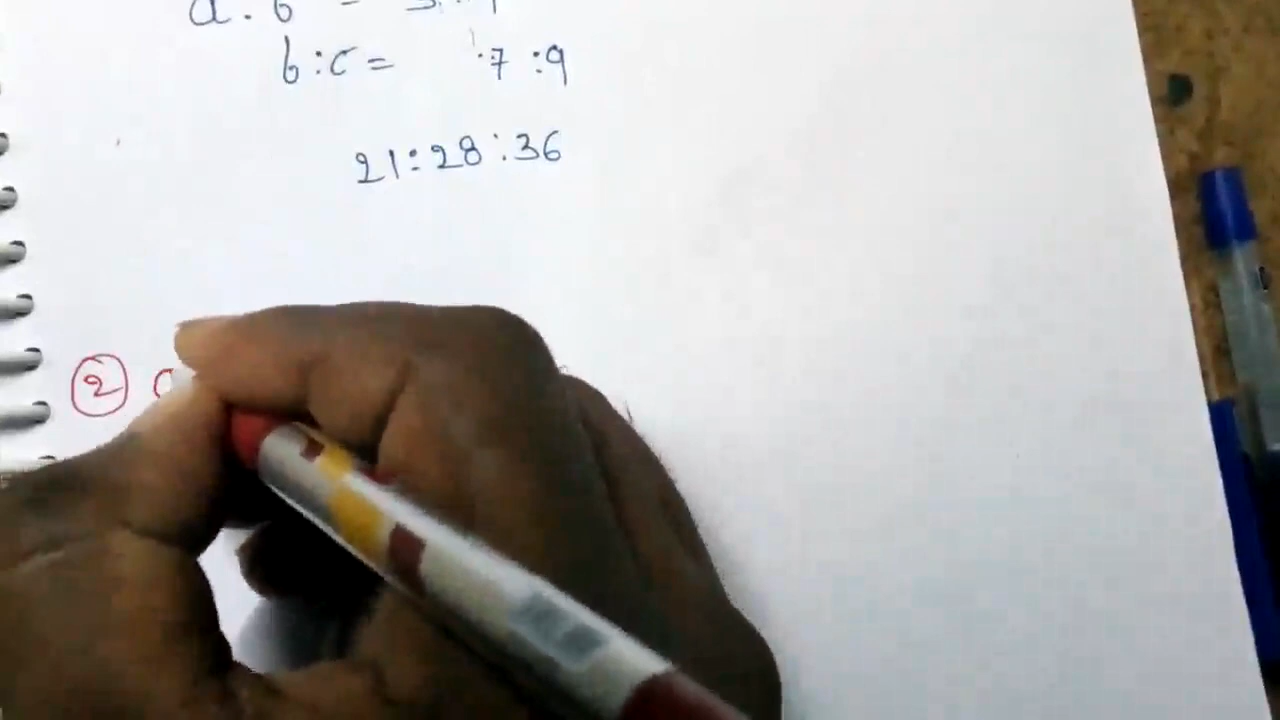 a : b =
b : c = 7 : 9
21 : 28 : 36
②